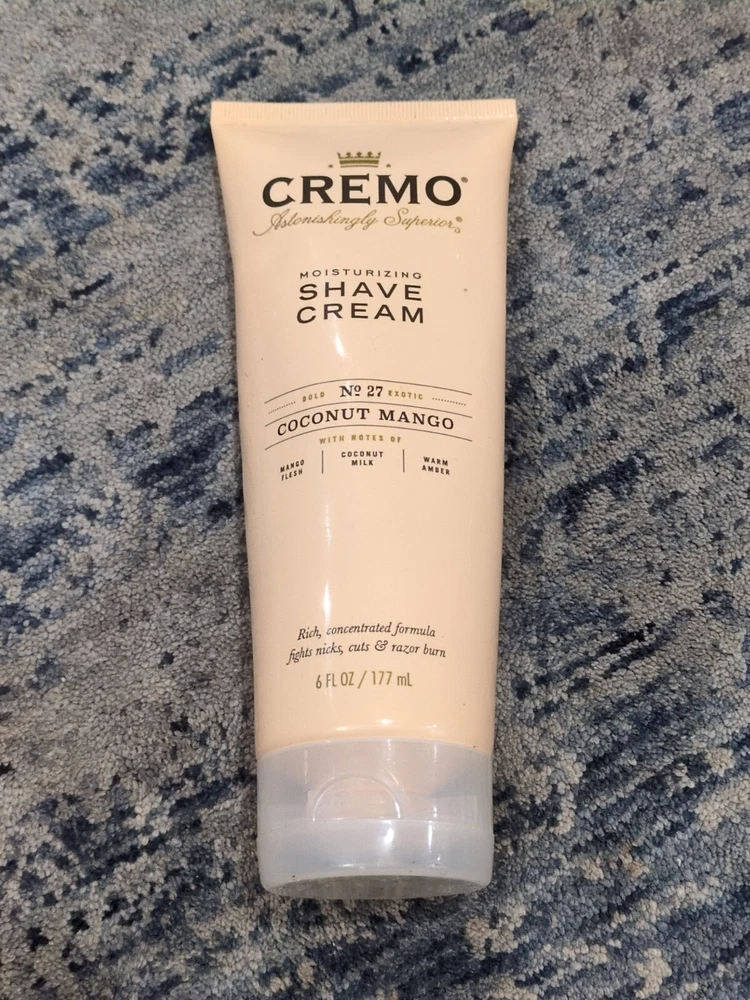 CREMO®
Astonishingly Superior®
MOISTURIZING
SHAVE
CREAM
BOLD Nº 27 EXOTIC
COCONUT MANGO
WITH NOTES OF
MANGO FLESH | COCONUT MILK | WARM AMBER
Rich, concentrated formula
fights nicks, cuts & razor burn
6 FL OZ / 177 mL